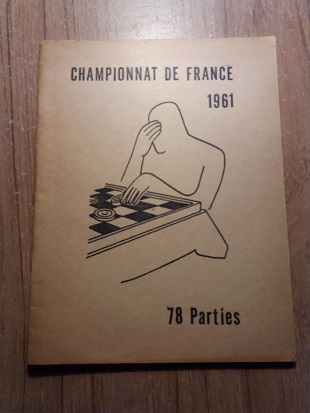 CHAMPIONNAT DE FRANCE
1961
78 Parties